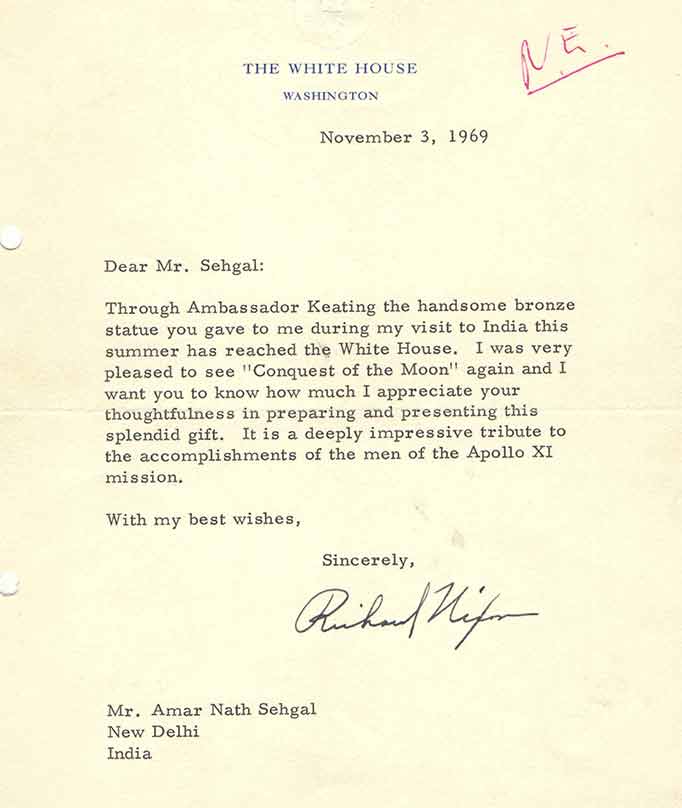 N.E.
THE WHITE HOUSE
WASHINGTON
November 3, 1969
Dear Mr. Sehgal:
Through Ambassador Keating the handsome bronze
statue you gave to me during my visit to India this
summer has reached the White House. I was very
pleased to see "Conquest of the Moon" again and I
want you to know how much I appreciate your
thoughtfulness in preparing and presenting this
splendid gift. It is a deeply impressive tribute to
the accomplishments of the men of the Apollo XI
mission.
With my best wishes,
Sincerely,
Richard Nixon
Mr. Amar Nath Sehgal
New Delhi
India